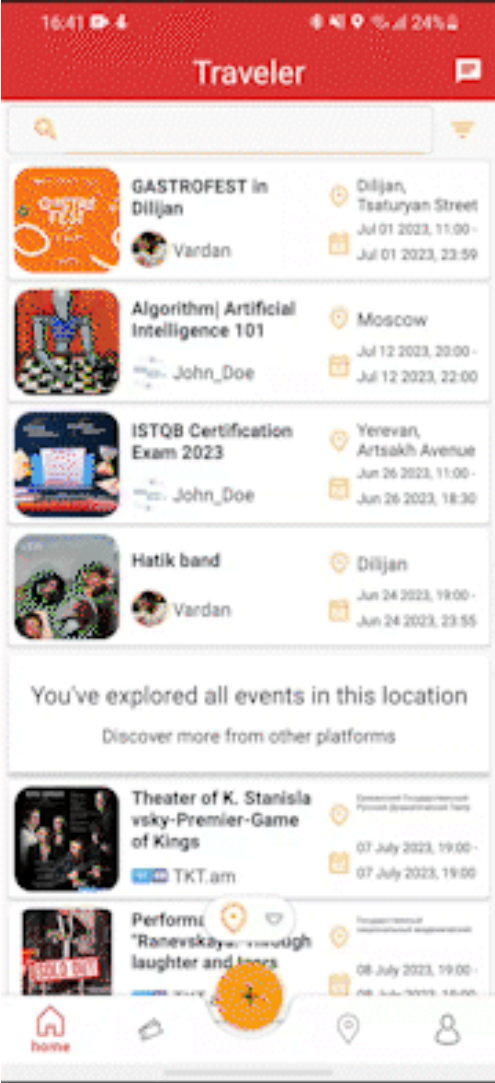 16:41
24%
Traveler
GASTROFEST in
Dilijan
Vardan
Dilijan,
Tsaturyan Street
Jul 01 2023, 11:00 -
Jul 01 2023, 23:59
Algorithm| Artificial
Intelligence 101
John_Doe
Moscow
Jul 12 2023, 20:00 -
Jul 12 2023, 22:00
ISTQB Certification
Exam 2023
John_Doe
Yerevan,
Artsakh Avenue
Jun 26 2023, 11:00 -
Jun 26 2023, 18:30
Hatik band
Vardan
Dilijan
Jun 24 2023, 19:00 -
Jun 24 2023, 23:55
You've explored all events in this location
Discover more from other platforms
Theater of K. Stanisla
vsky-Premier-Game
of Kings
TKT.am
07 July 2023, 19:00 -
07 July 2023, 19:00
SOLD OUT
Performa
"Ranevskaya: Through
laughter and tears
08 July 2023, 19:00 -
home